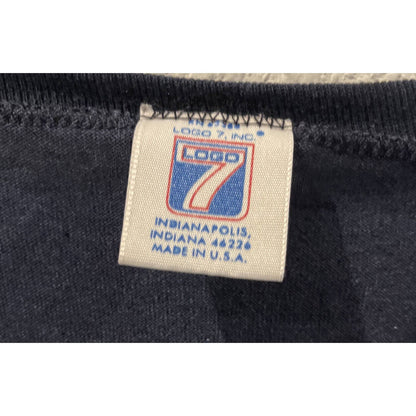 LOGO 7, INC.®
LOGO
7
INDIANAPOLIS,
INDIANA 46226
MADE IN U.S.A.